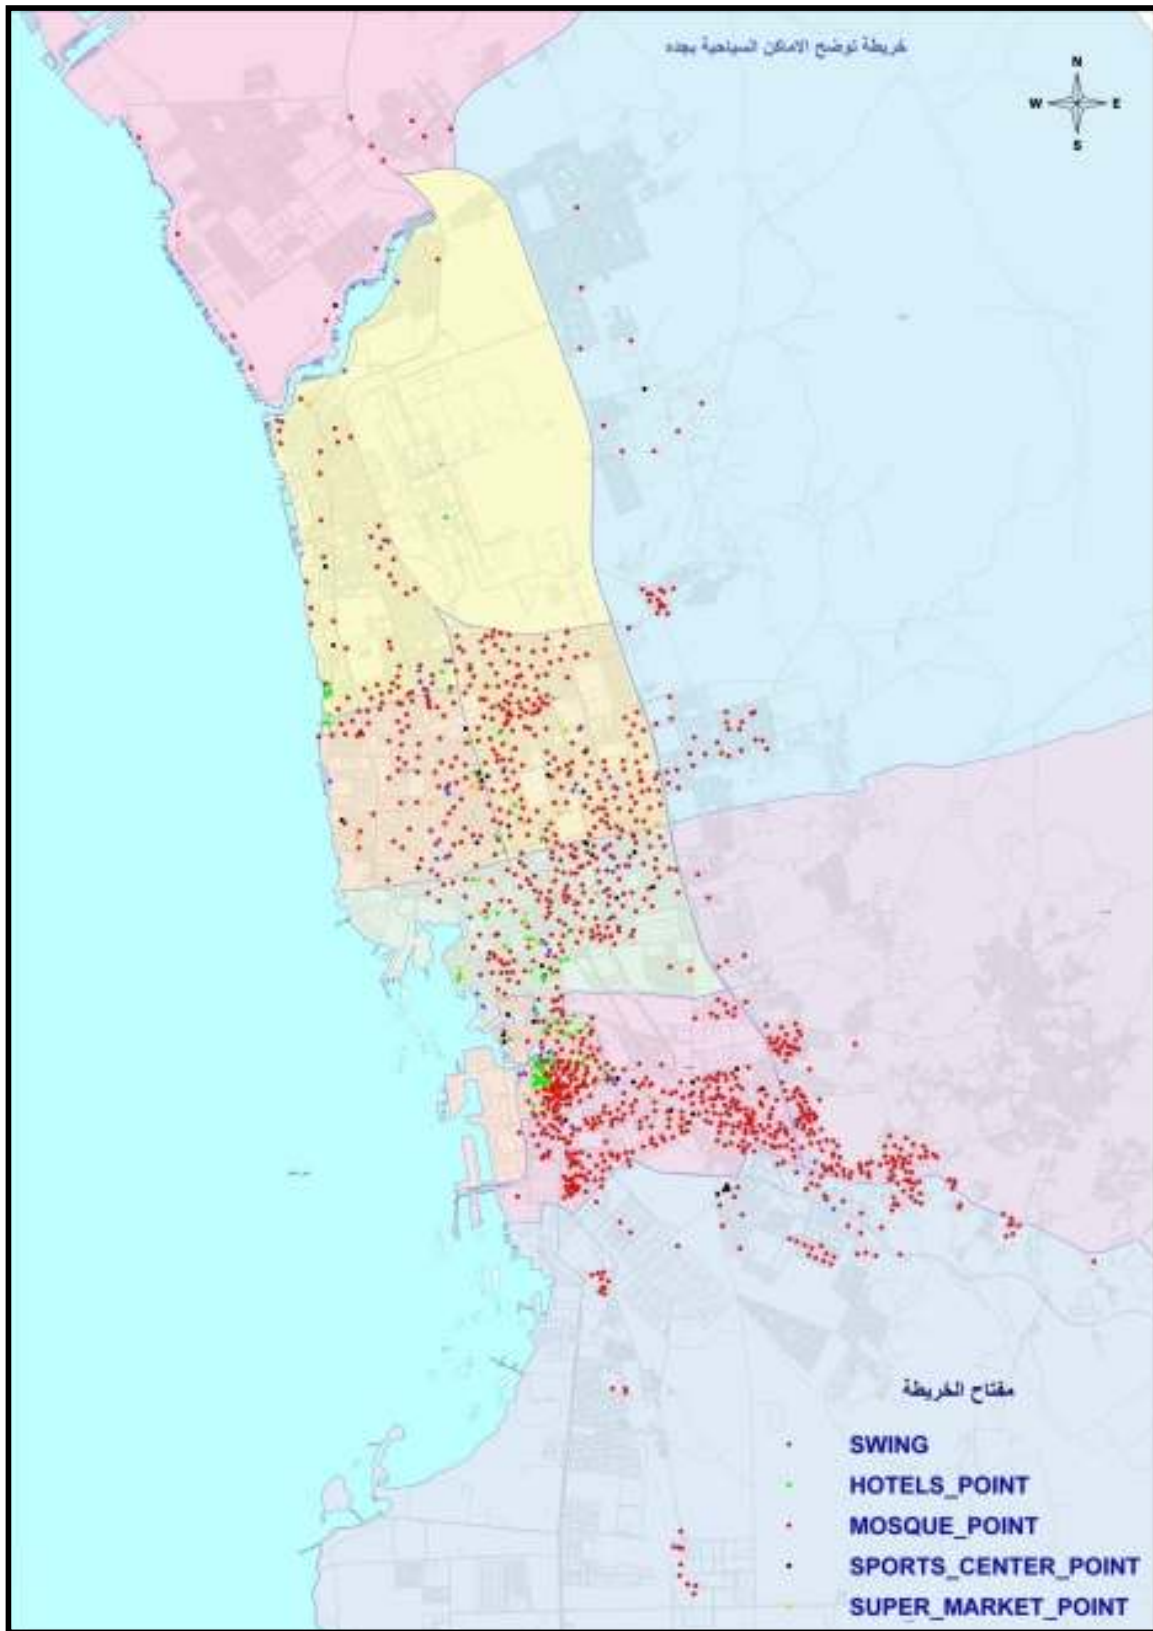 خريطة توضح الاماكن السياحية بجده
N
W E
S
مفتاح الخريطة
SWING
HOTELS_POINT
MOSQUE_POINT
SPORTS_CENTER_POINT
SUPER_MARKET_POINT